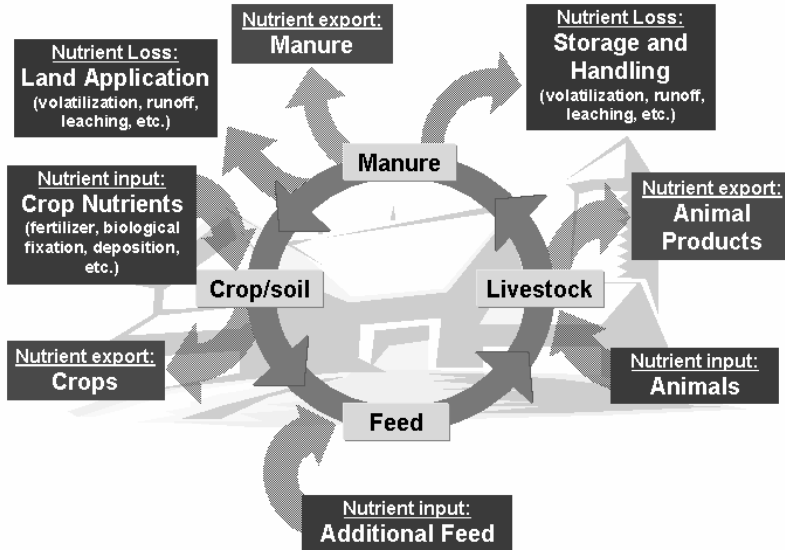 Nutrient export:
Manure
Nutrient Loss:
Storage and
Handling
(volatilization, runoff,
leaching, etc.)
Nutrient Loss:
Land Application
(volatilization, runoff,
leaching, etc.)
Manure
Nutrient input:
Crop Nutrients
(fertilizer, biological
fixation, deposition,
etc.)
Nutrient export:
Animal
Products
Crop/soil
Livestock
Nutrient export:
Crops
Nutrient input:
Animals
Feed
Nutrient input:
Additional Feed